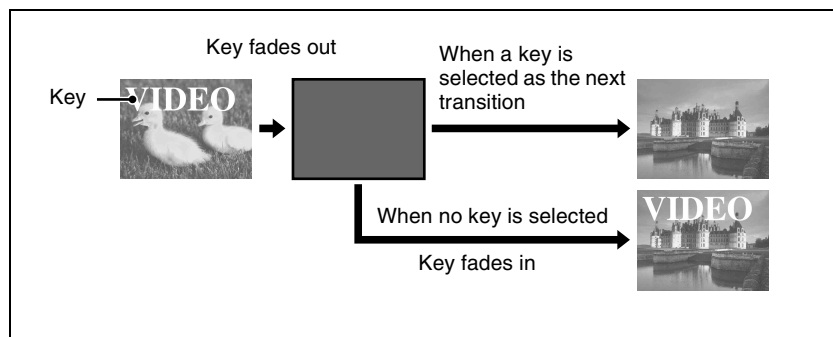 Key fades out
When a key is
selected as the next
transition
Key
VIDEO
When no key is selected
VIDEO
Key fades in